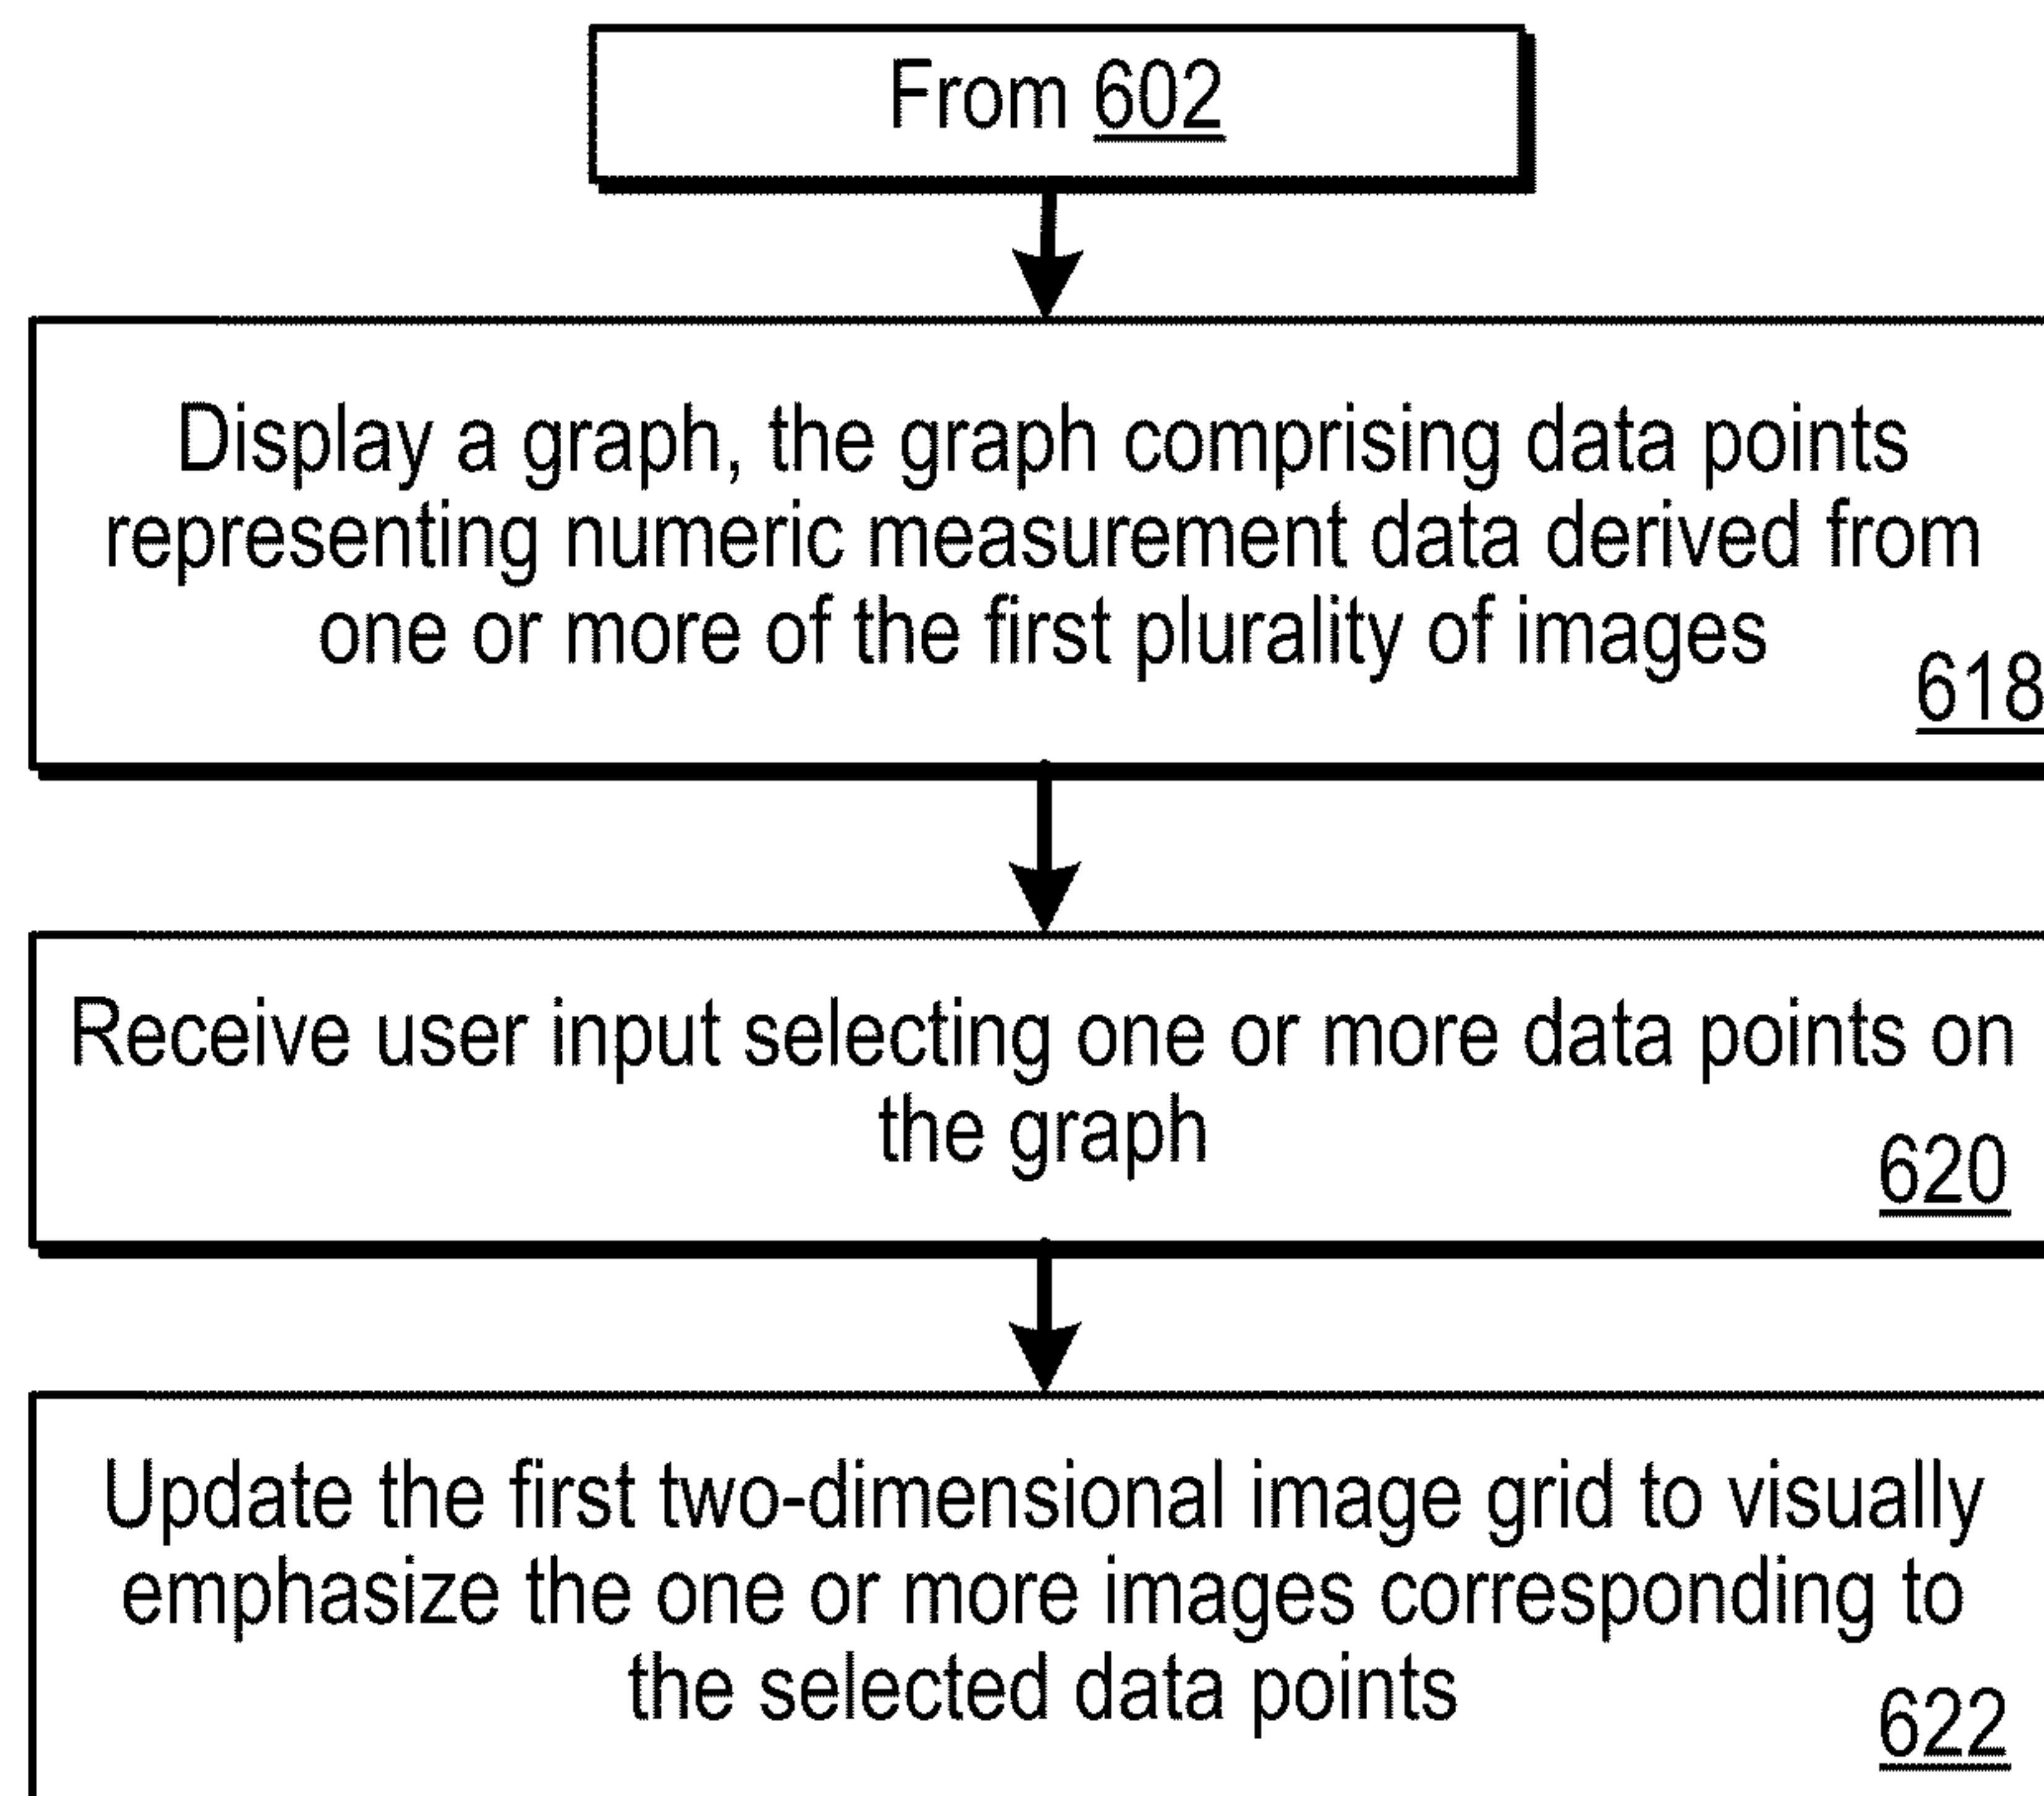 From 602
Display a graph, the graph comprising data points
representing numeric measurement data derived from
one or more of the first plurality of images
618
Receive user input selecting one or more data points on
the graph
620
Update the first two-dimensional image grid to visually
emphasize the one or more images corresponding to
the selected data points
622